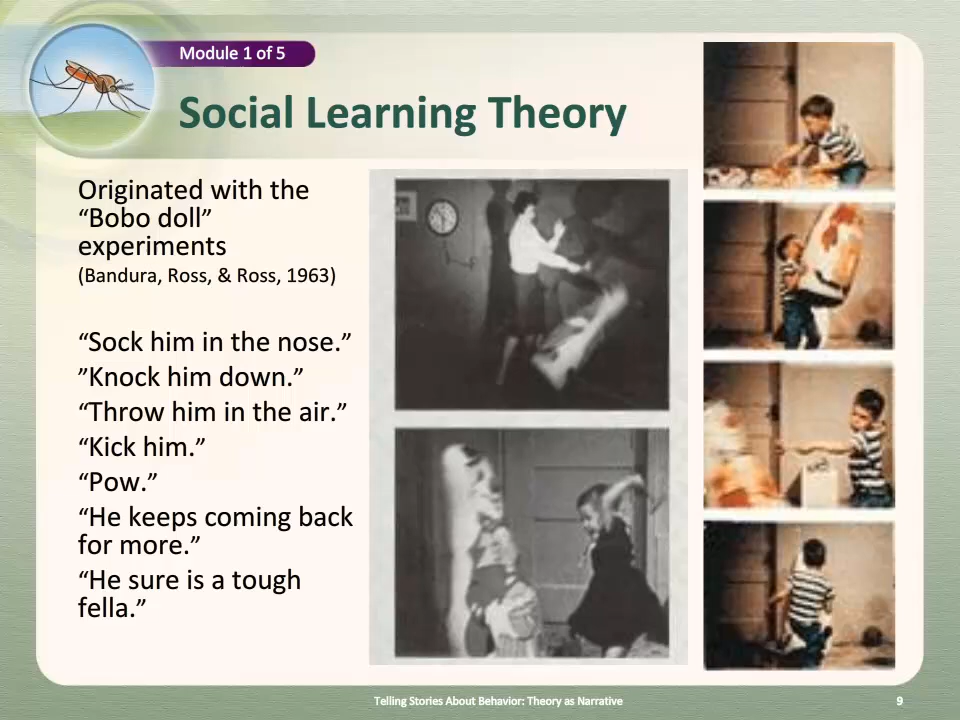 Module 1 of 5
Social Learning Theory
Originated with the
“Bobo doll”
experiments
(Bandura, Ross, & Ross, 1963)
“Sock him in the nose.”
”Knock him down.”
“Throw him in the air.”
“Kick him.”
“Pow.”
“He keeps coming back
for more.”
“He sure is a tough
fella.”
Telling Stories About Behavior: Theory as Narrative
9